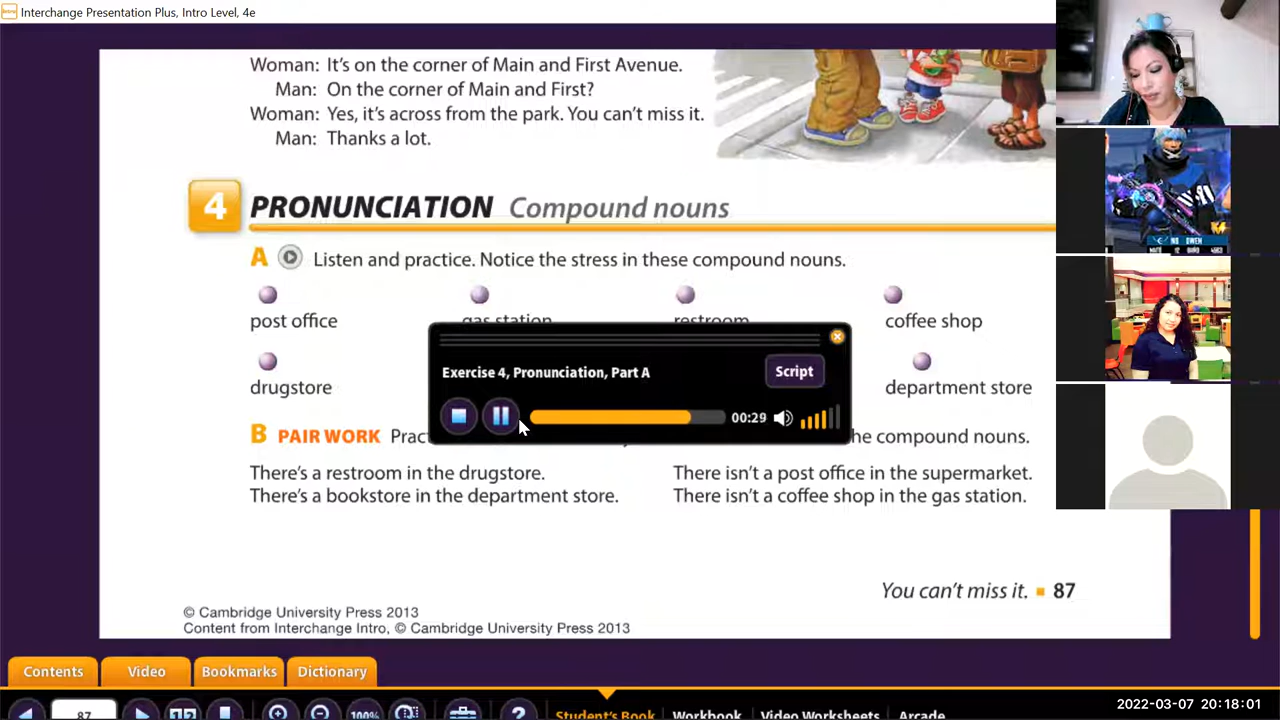 Interchange Presentation Plus, Intro Level, 4e
Woman: It's on the corner of Main and First Avenue.
Man: On the corner of Main and First?
Woman: Yes, it's across from the park. You can't miss it.
Man: Thanks a lot.
4 PRONUNCIATION Compound nouns
A Listen and practice. Notice the stress in these compound nouns.
post office gas station restroom coffee shop
drugstore department store
Exercise 4, Pronunciation, Part A Script
00:29
B PAIR WORK he compound nouns.
There's a restroom in the drugstore. There isn't a post office in the supermarket.
There's a bookstore in the department store. There isn't a coffee shop in the gas station.
You can't miss it. 87
© Cambridge University Press 2013
Content from Interchange Intro, © Cambridge University Press 2013
Contents Video Bookmarks Dictionary
87 100% ? Student's Book Workbook Video Worksheets Arcade
2022-03-07 20:18:01